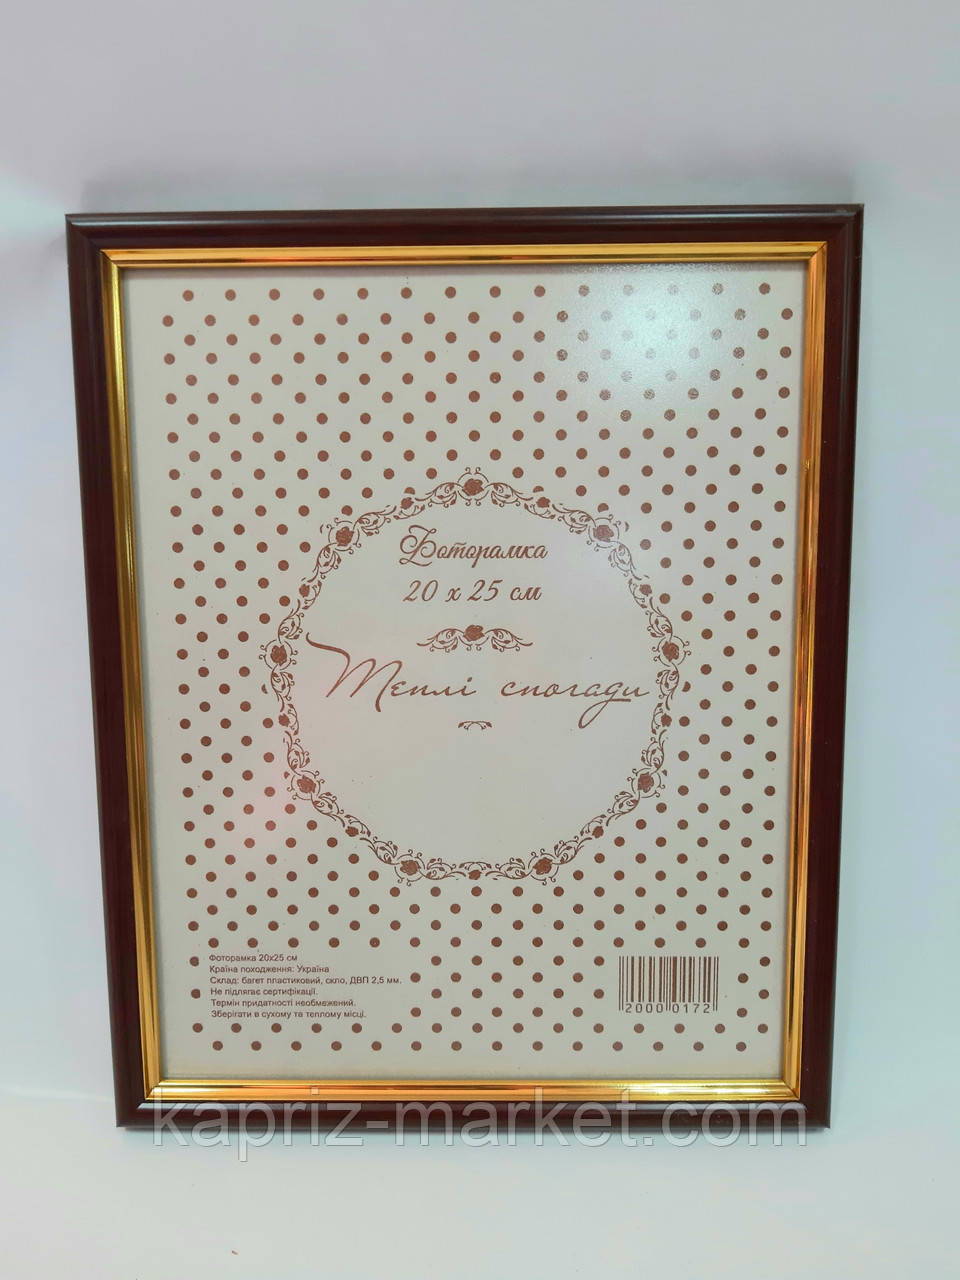 Фоторамка
20 х 25 см
Теплі спогади
Фоторамка 20х25 см
Країна походження: Україна
Склад: багет пластиковий, скло, ДВП 2,5 мм.
Не підлягає сертифікації.
Термін придатності необмежений.
Зберігати в сухому та теплому місці.
2000 0172
kapriz-market.com